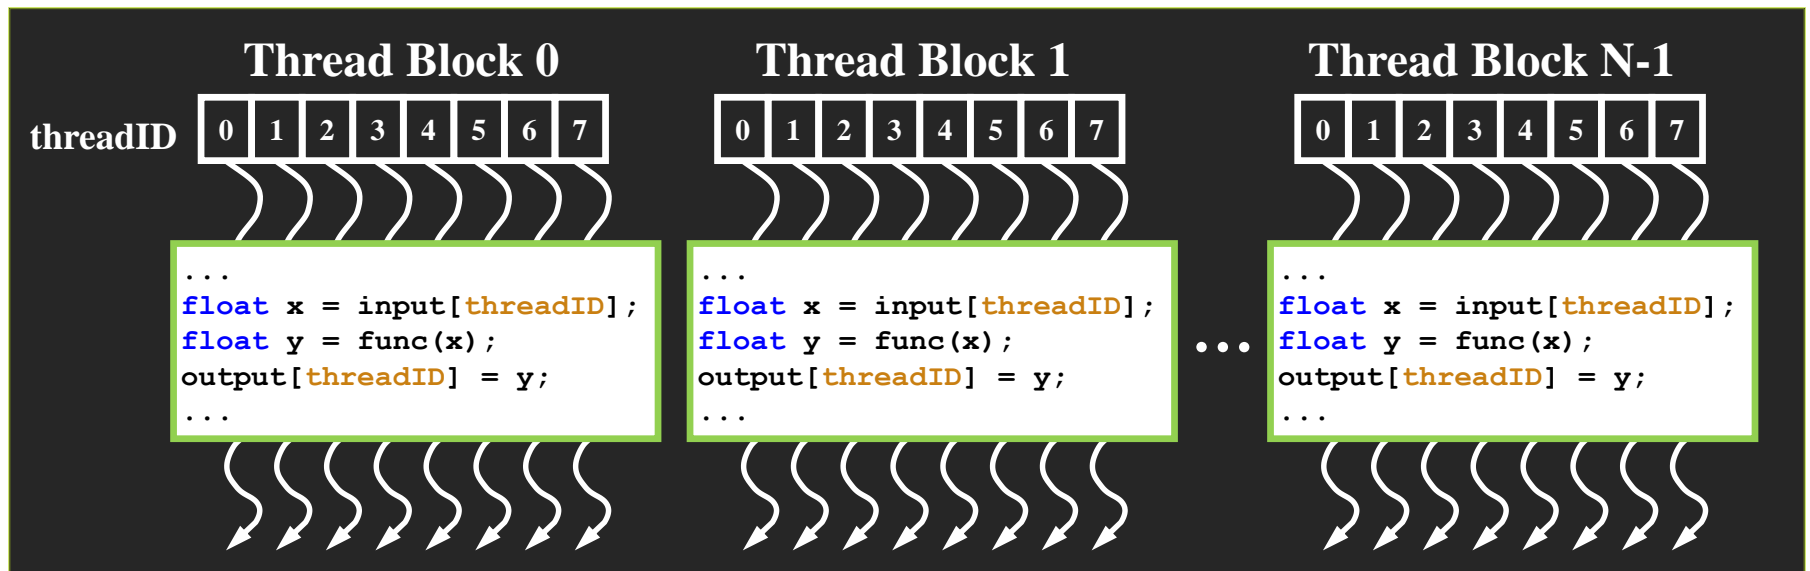 Thread Block 0
threadID 0 1 2 3 4 5 6 7
...
float x = input[threadID];
float y = func(x);
output[threadID] = y;
...
Thread Block 1
0 1 2 3 4 5 6 7
...
float x = input[threadID];
float y = func(x);
output[threadID] = y;
...
...
Thread Block N-1
0 1 2 3 4 5 6 7
...
float x = input[threadID];
float y = func(x);
output[threadID] = y;
...